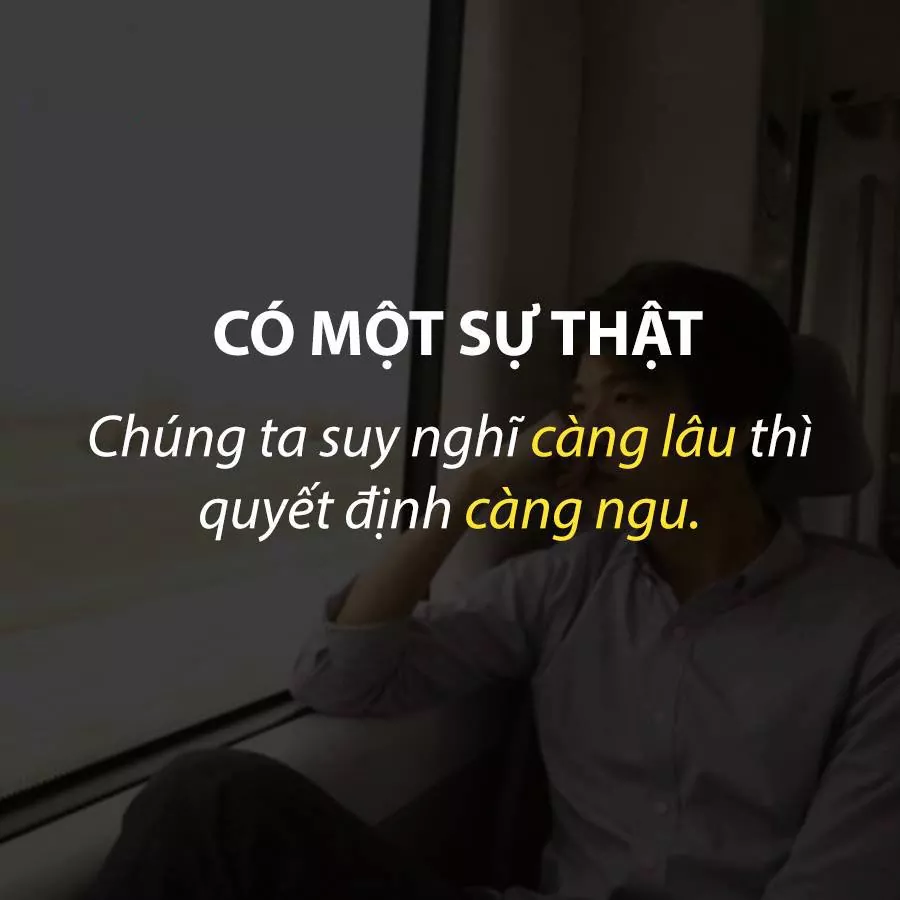 CÓ MỘT SỰ THẬT
Chúng ta suy nghĩ càng lâu thì
quyết định càng ngu.